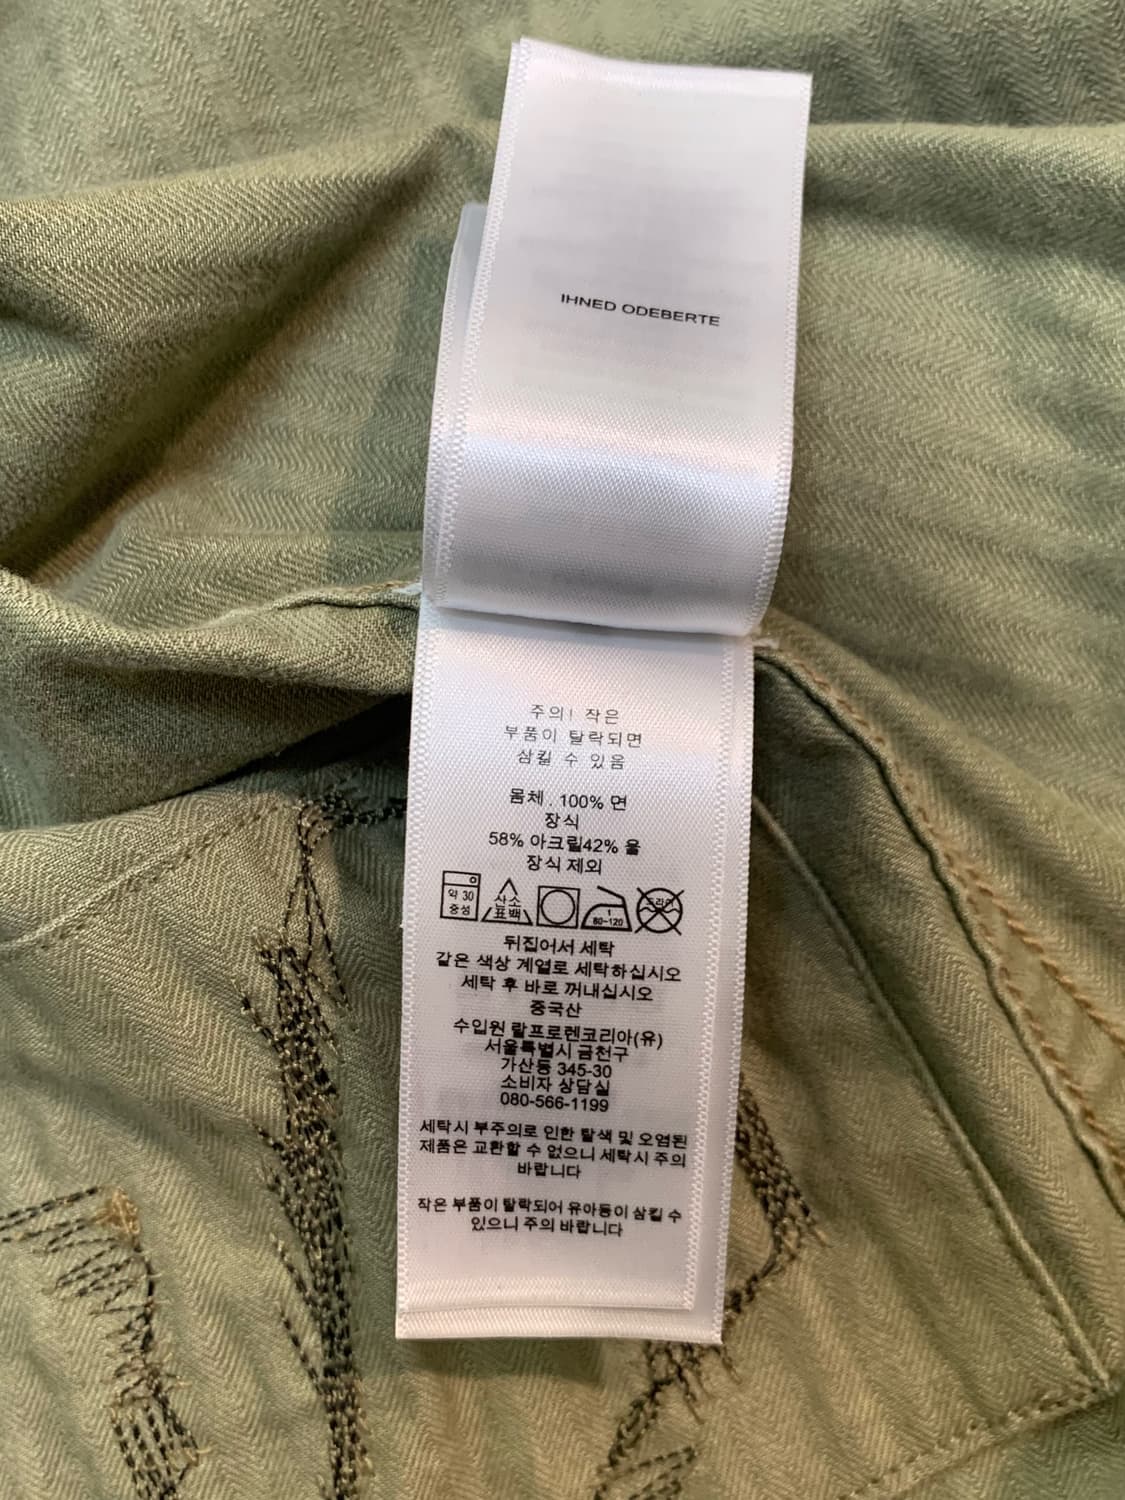 IHNED ODEBERTE
주의! 작은
부품이 탈락되면
삼킬 수 있음
몸체 . 100% 면
장식
58% 아크릴42% 울
장식 제외
약 30
중성
산소
표백
1
80~120
드라이
뒤집어서 세탁
같은 색상 계열로 세탁하십시오
세탁 후 바로 꺼내십시오
중국산
수입원 랄프로렌코리아(유)
서울특별시 금천구
가산동 345-30
소비자 상담실
080-566-1199
세탁시 부주의로 인한 탈색 및 오염된
제품은 교환할 수 없으니 세탁시 주의
바랍니다
작은 부품이 탈락되어 유아등이 삼킬 수
있으니 주의 바랍니다